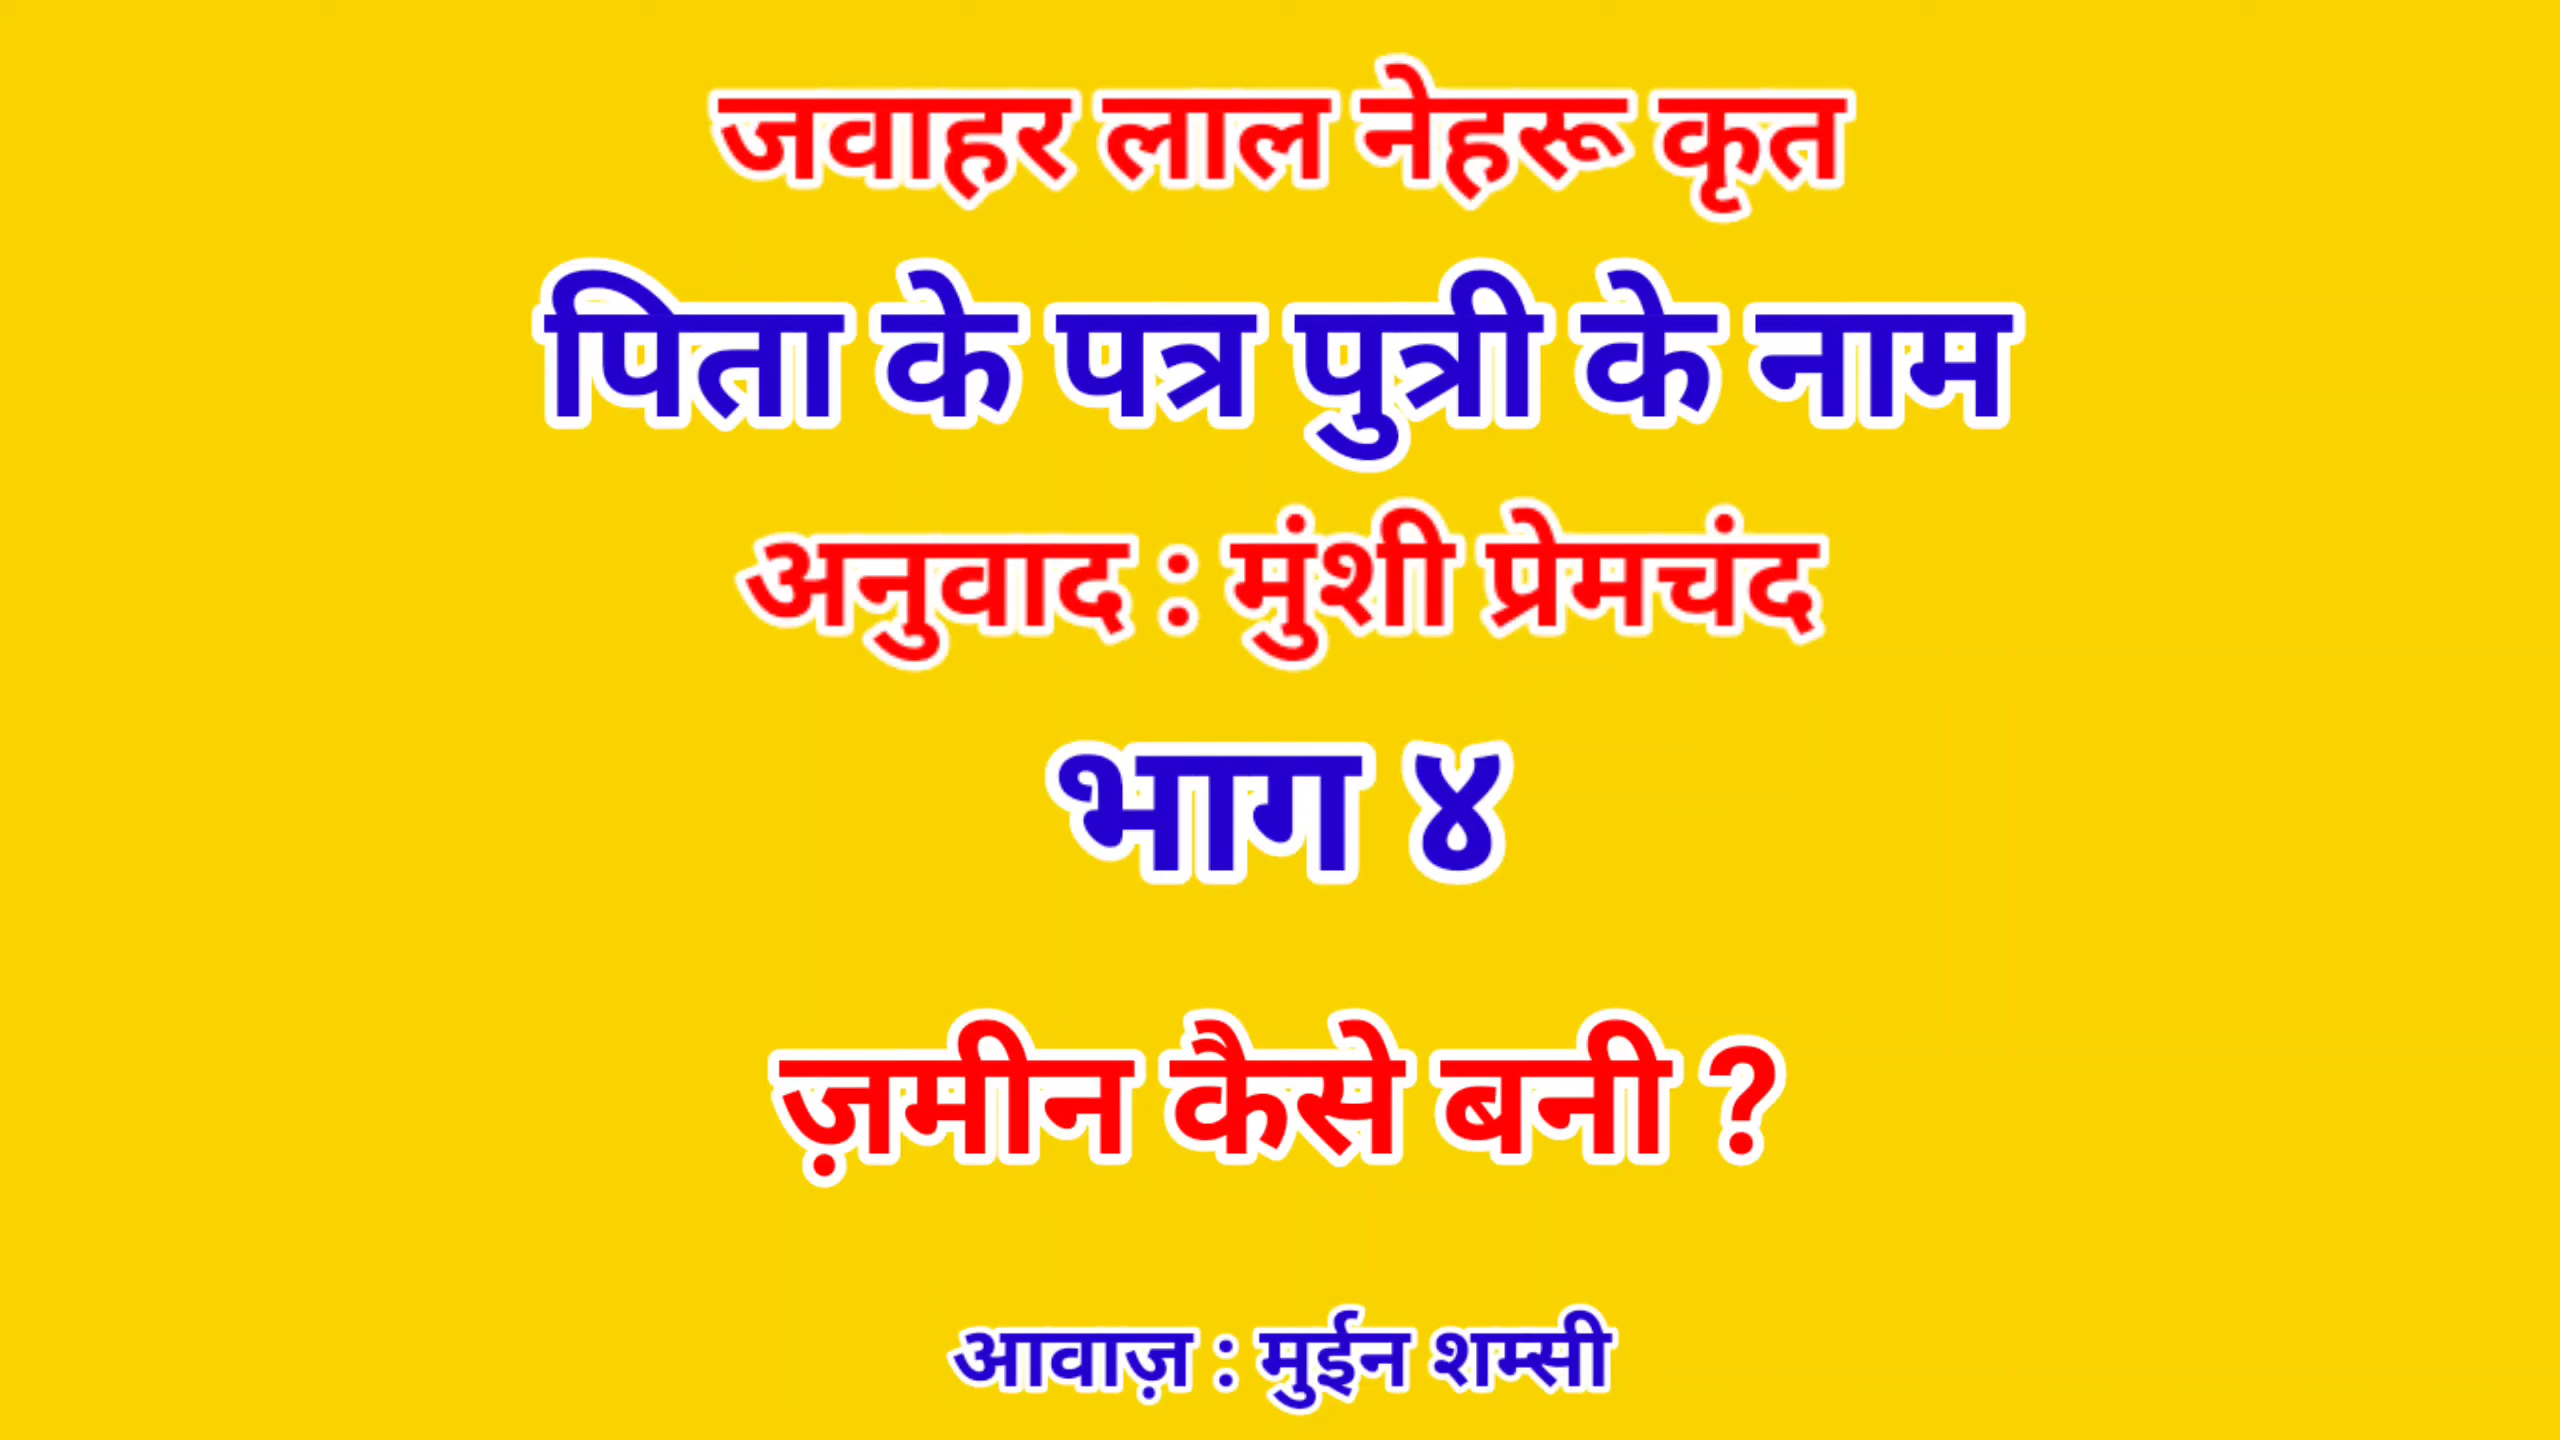 जवाहर लाल नेहरू कृत
पिता के पत्र पुत्री के नाम
अनुवाद : मुंशी प्रेमचंद
भाग ४
ज़मीन कैसे बनी ?
आवाज़ : मुईन शम्सी